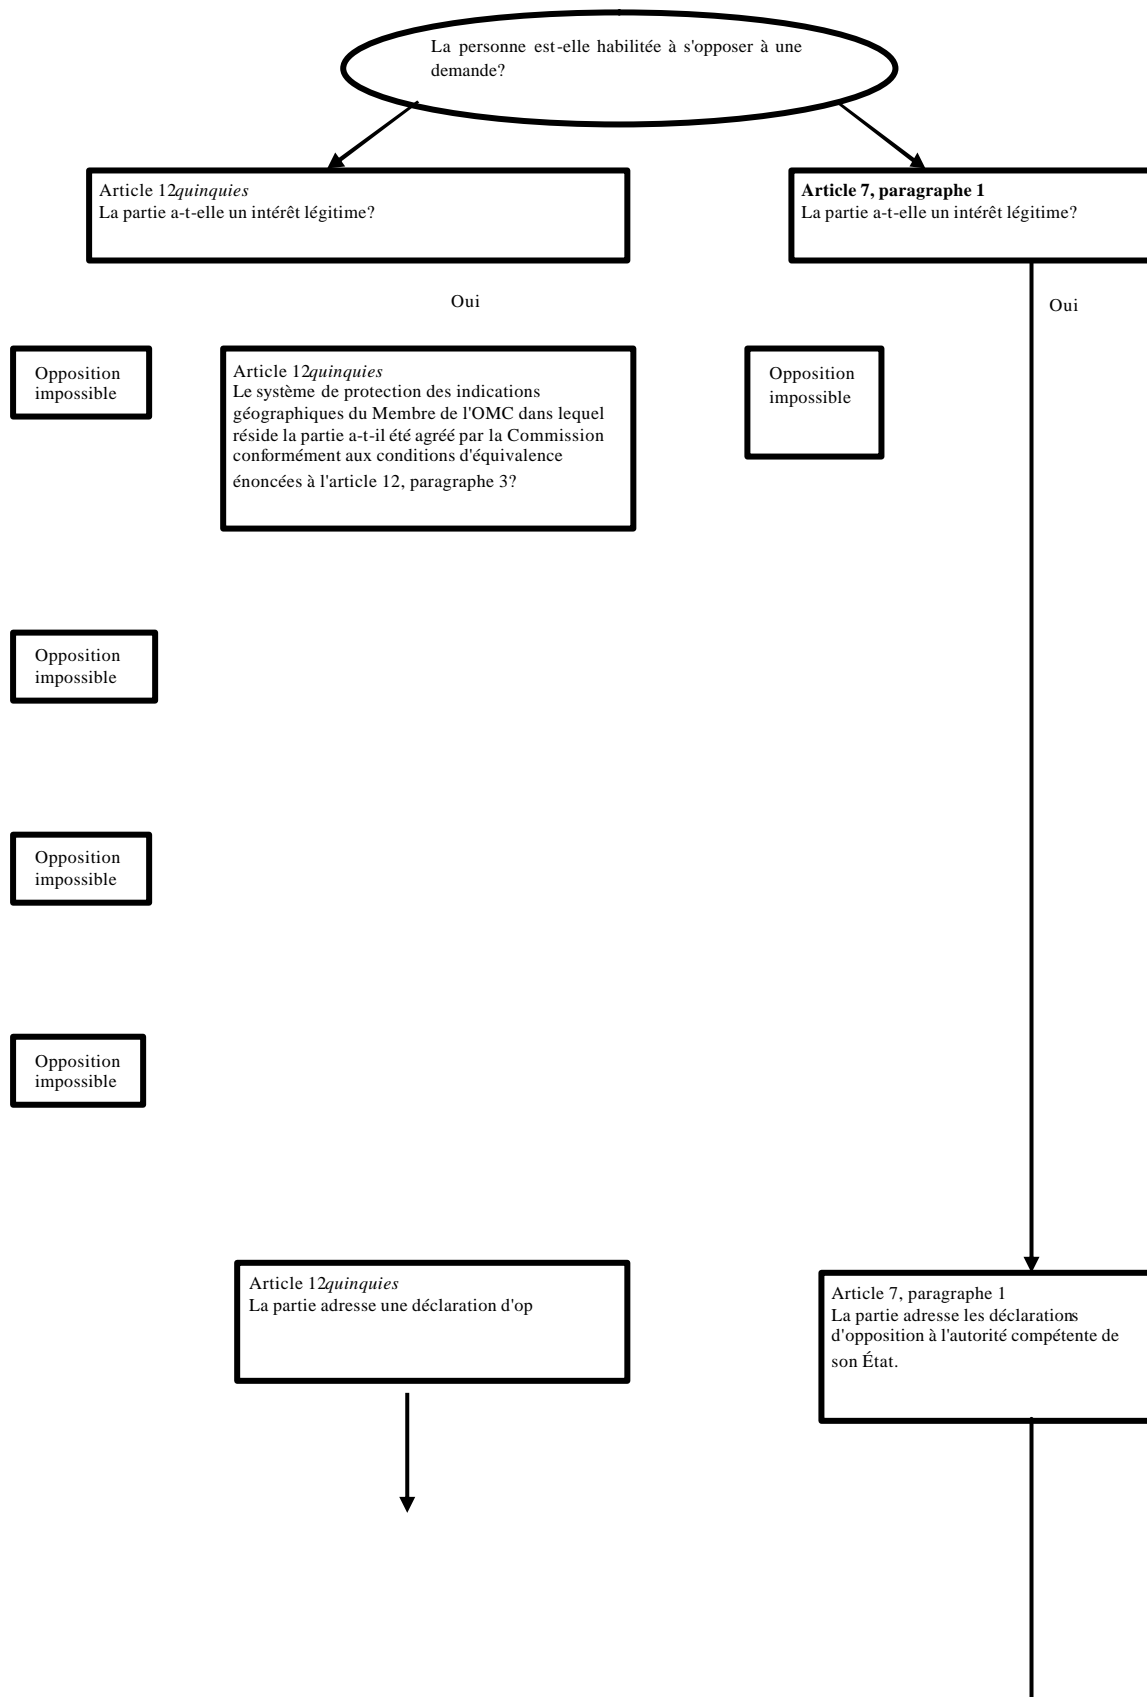 La personne est-elle habilitée à s'opposer à une
demande?
Article 12quinquies
La partie a-t-elle un intérêt légitime?
Article 7, paragraphe 1
La partie a-t-elle un intérêt légitime?
Oui
Oui
Opposition
impossible
Article 12quinquies
Le système de protection des indications
géographiques du Membre de l'OMC dans lequel
réside la partie a-t-il été agréé par la Commission
conformément aux conditions d'équivalence
énoncées à l'article 12, paragraphe 3?
Opposition
impossible
Opposition
impossible
Opposition
impossible
Opposition
impossible
Article 12quinquies
La partie adresse une déclaration d'op
Article 7, paragraphe 1
La partie adresse les déclarations
d'opposition à l'autorité compétente de
son État.